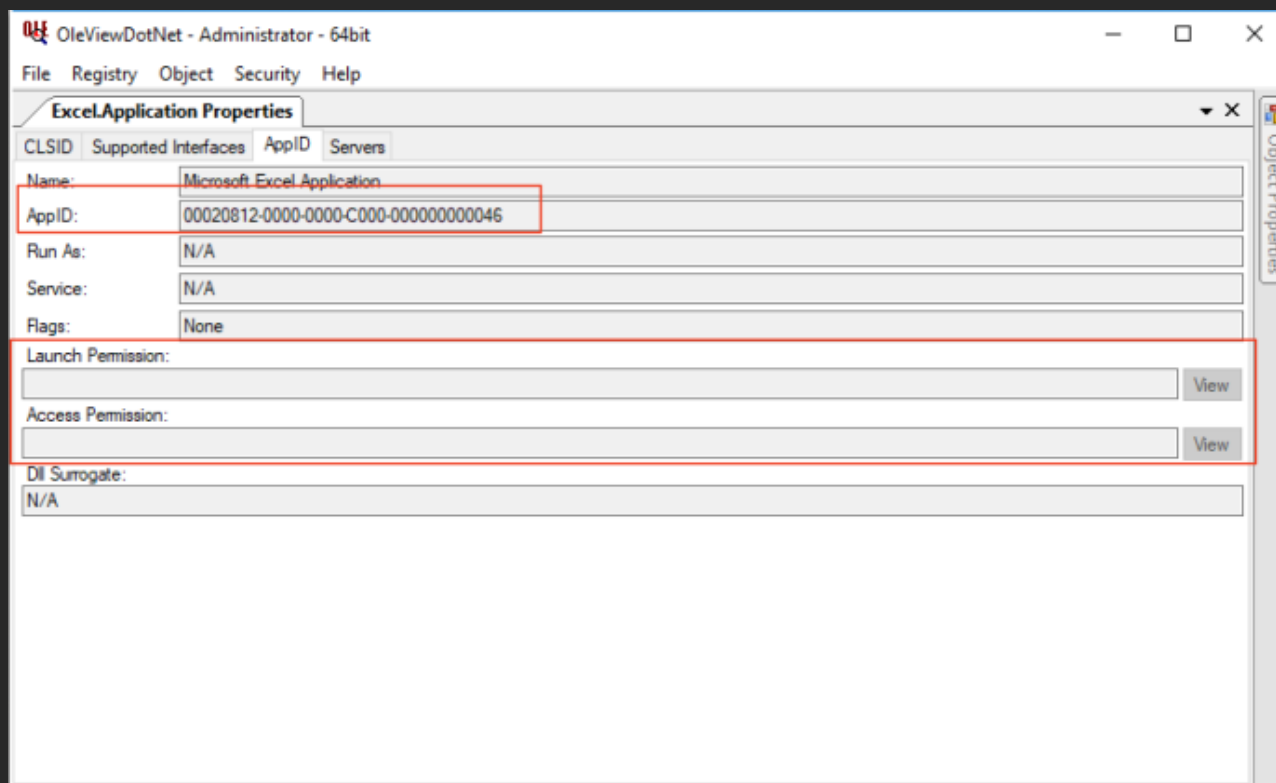 OleViewDotNet - Administrator - 64bit
File Registry Object Security Help
Excel.Application Properties
Object Properties
CLSID Supported Interfaces AppID Servers
Name: Microsoft Excel Application
AppID: 00020812-0000-0000-C000-000000000046
Run As: N/A
Service: N/A
Flags: None
Launch Permission:
View
Access Permission:
View
Dll Surrogate:
N/A